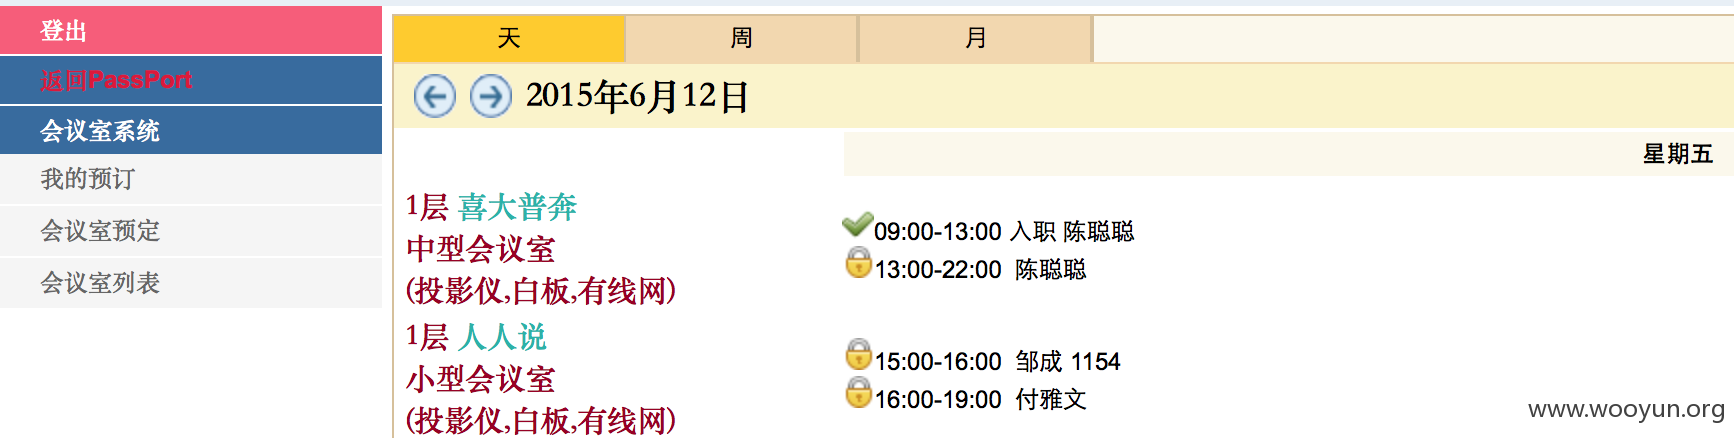 登出
返回PassPort
会议室系统
我的预订
会议室预定
会议室列表
天 周 月
2015年6月12日
星期五
1层 喜大普奔
中型会议室
(投影仪,白板,有线网)
09:00-13:00 入职 陈聪聪
13:00-22:00 陈聪聪
1层 人人说
小型会议室
(投影仪,白板,有线网)
15:00-16:00 邹成 1154
16:00-19:00 付雅文
www.wooyun.org